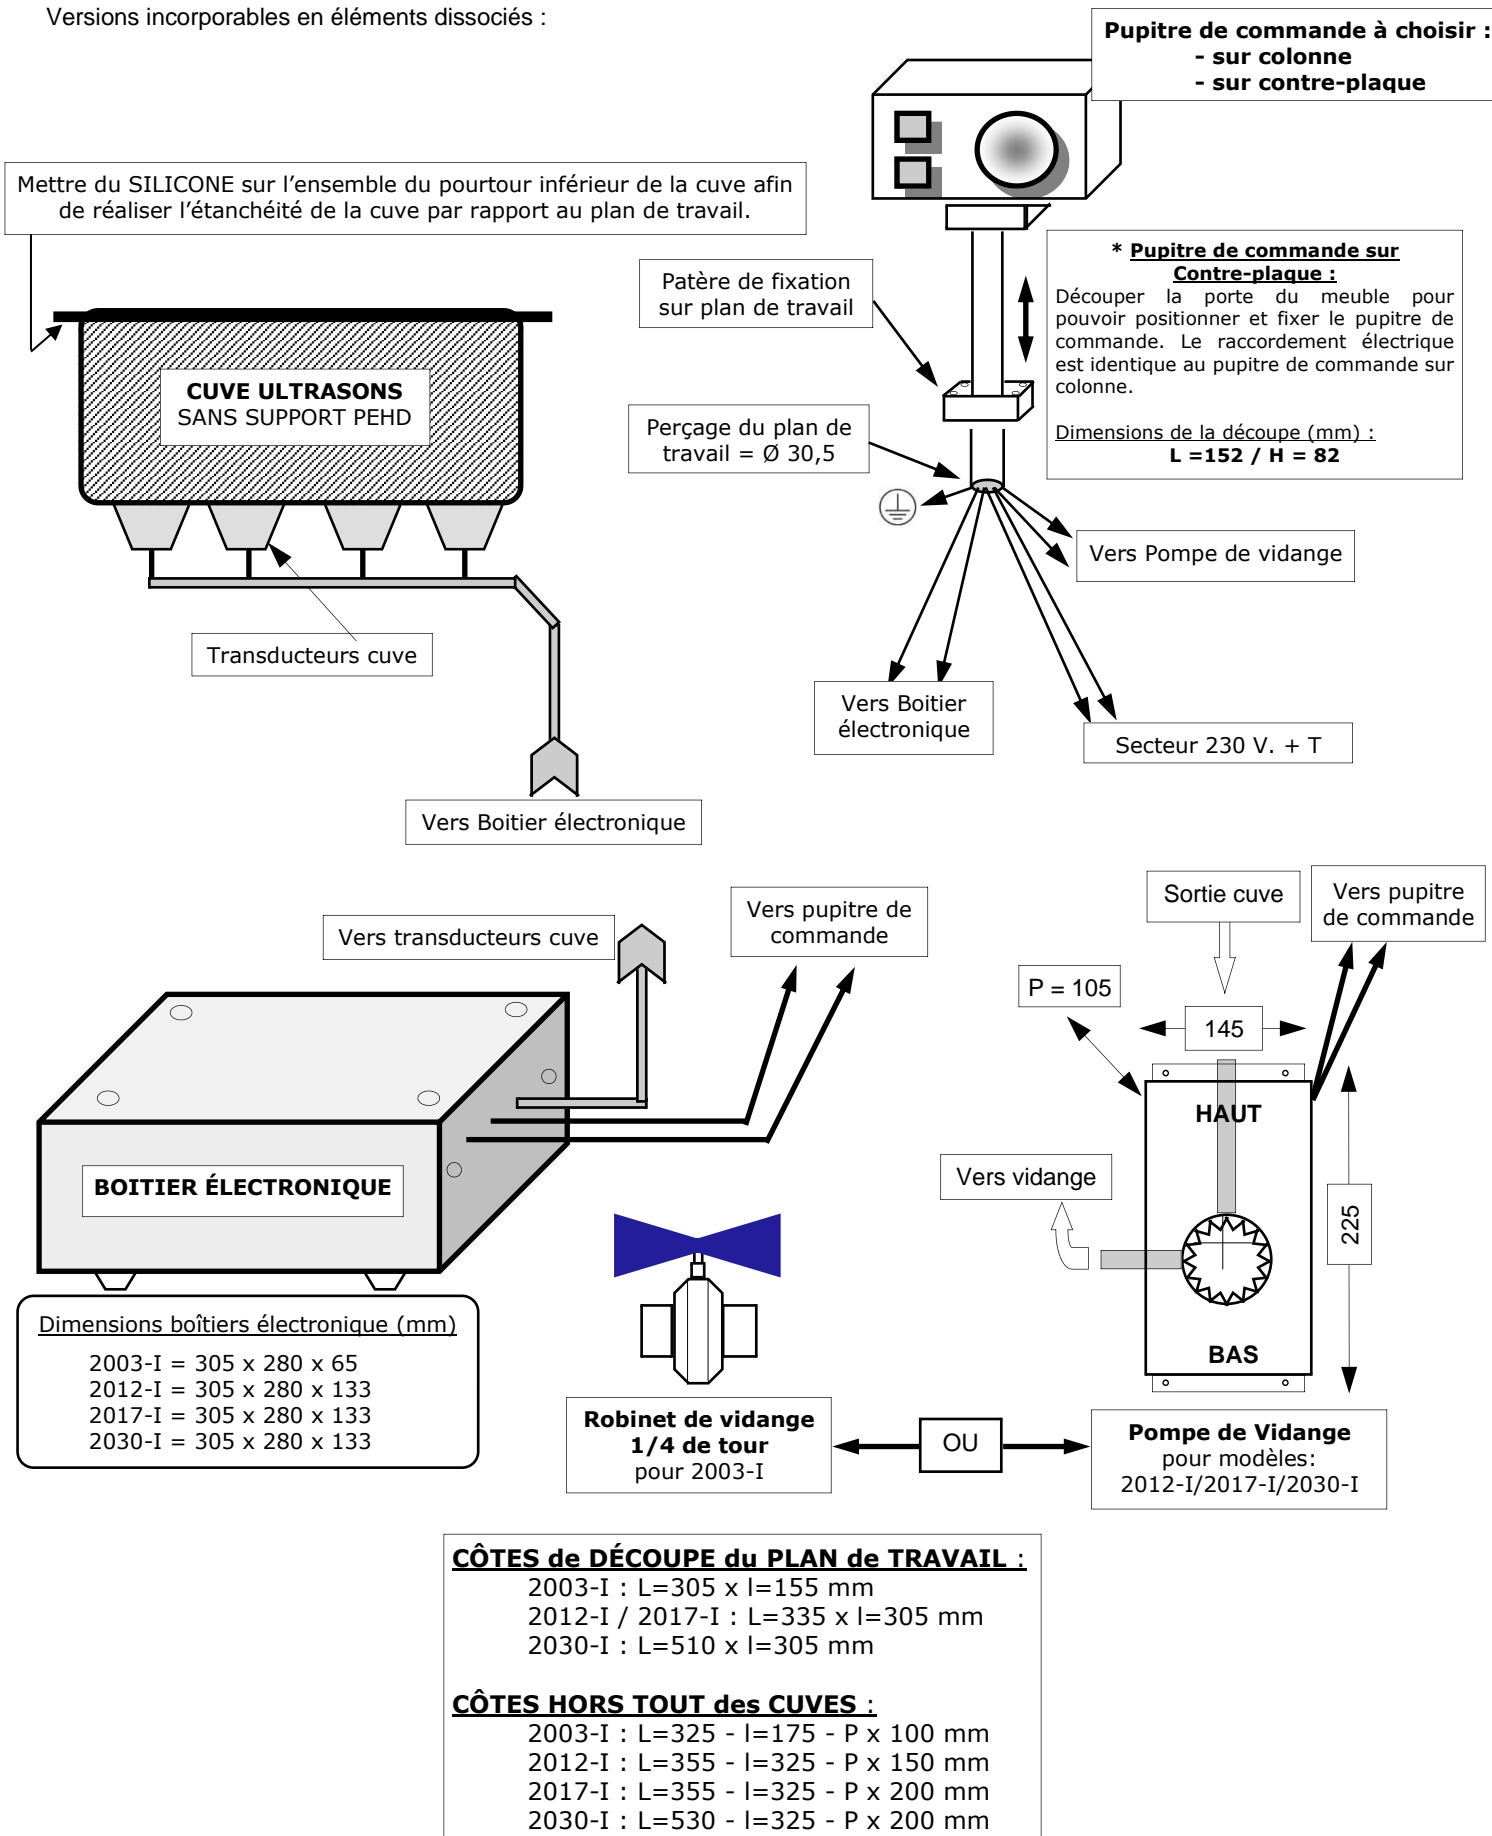 Versions incorporables en éléments dissociés :
Pupitre de commande à choisir :
- sur colonne
- sur contre-plaque
Mettre du SILICONE sur l’ensemble du pourtour inférieur de la cuve afin
de réaliser l’étanchéité de la cuve par rapport au plan de travail.
Patère de fixation
sur plan de travail
* Pupitre de commande sur
Contre-plaque :
Découper la porte du meuble pour
pouvoir positionner et fixer le pupitre de
commande. Le raccordement électrique
est identique au pupitre de commande sur
colonne.
Dimensions de la découpe (mm) :
L =152 / H = 82
CUVE ULTRASONS
SANS SUPPORT PEHD
Perçage du plan de
travail = Ø 30,5
Vers Pompe de vidange
Transducteurs cuve
Vers Boitier
électronique
Secteur 230 V. + T
Vers Boitier électronique
Vers transducteurs cuve
Vers pupitre de
commande
Sortie cuve
Vers pupitre
de commande
P = 105
145
HAUT
Vers vidange
225
BAS
BOITIER ÉLECTRONIQUE
Dimensions boîtiers électronique (mm)
2003-I = 305 x 280 x 65
2012-I = 305 x 280 x 133
2017-I = 305 x 280 x 133
2030-I = 305 x 280 x 133
Robinet de vidange
1/4 de tour
pour 2003-I
OU
Pompe de Vidange
pour modèles:
2012-I/2017-I/2030-I
CÔTES de DÉCOUPE du PLAN de TRAVAIL :
2003-I : L=305 x l=155 mm
2012-I / 2017-I : L=335 x l=305 mm
2030-I : L=510 x l=305 mm
CÔTES HORS TOUT des CUVES :
2003-I : L=325 - l=175 - P x 100 mm
2012-I : L=355 - l=325 - P x 150 mm
2017-I : L=355 - l=325 - P x 200 mm
2030-I : L=530 - l=325 - P x 200 mm